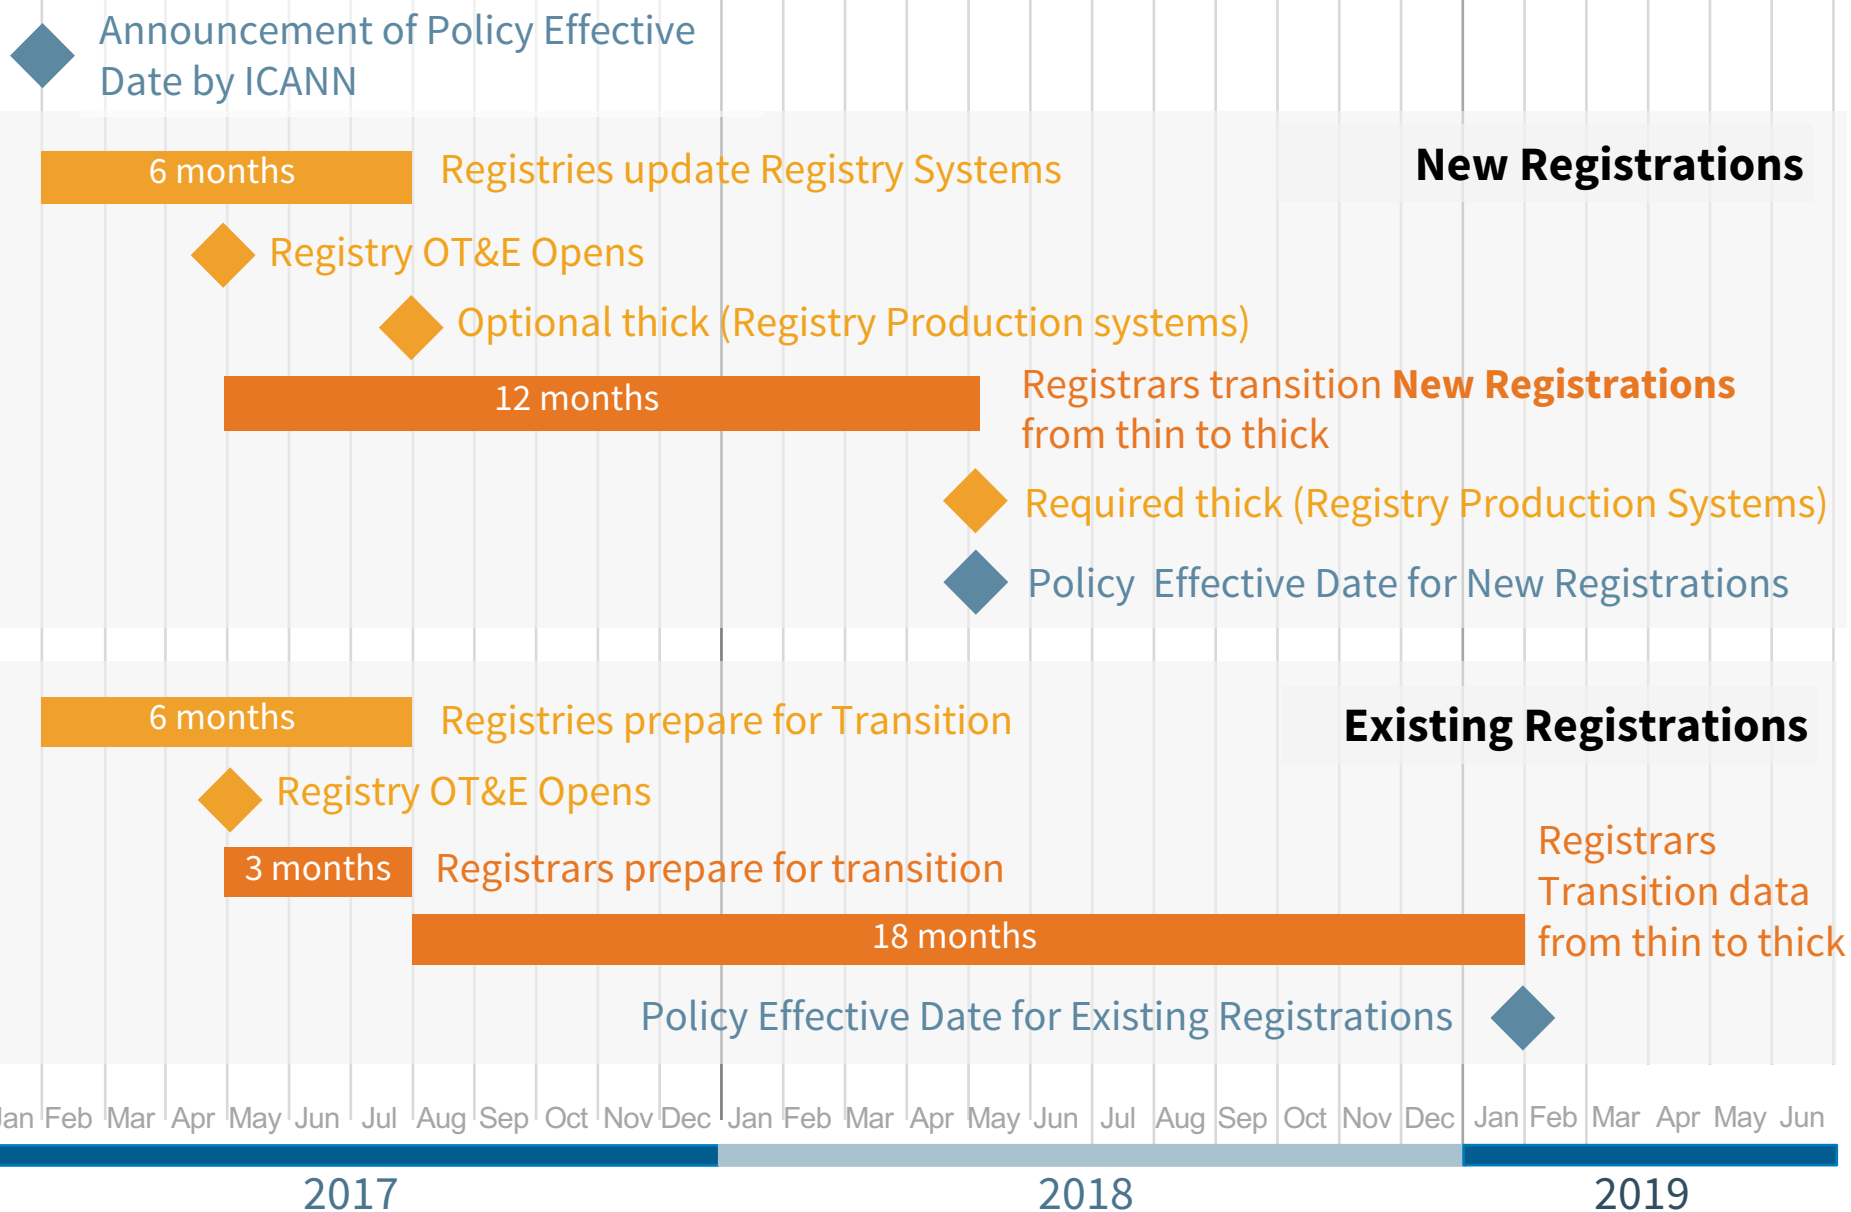 Announcement of Policy Effective
Date by ICANN
New Registrations
6 months
Registries update Registry Systems
Registry OT&E Opens
Optional thick (Registry Production systems)
12 months
Registrars transition New Registrations
from thin to thick
Required thick (Registry Production Systems)
Policy Effective Date for New Registrations
Existing Registrations
6 months
Registries prepare for Transition
Registry OT&E Opens
3 months
Registrars prepare for transition
Registrars
Transition data
from thin to thick
18 months
Policy Effective Date for Existing Registrations
Jan Feb Mar Apr May Jun Jul Aug Sep Oct Nov Dec Jan Feb Mar Apr May Jun Jul Aug Sep Oct Nov Dec Jan Feb Mar Apr May Jun
2017 2018 2019